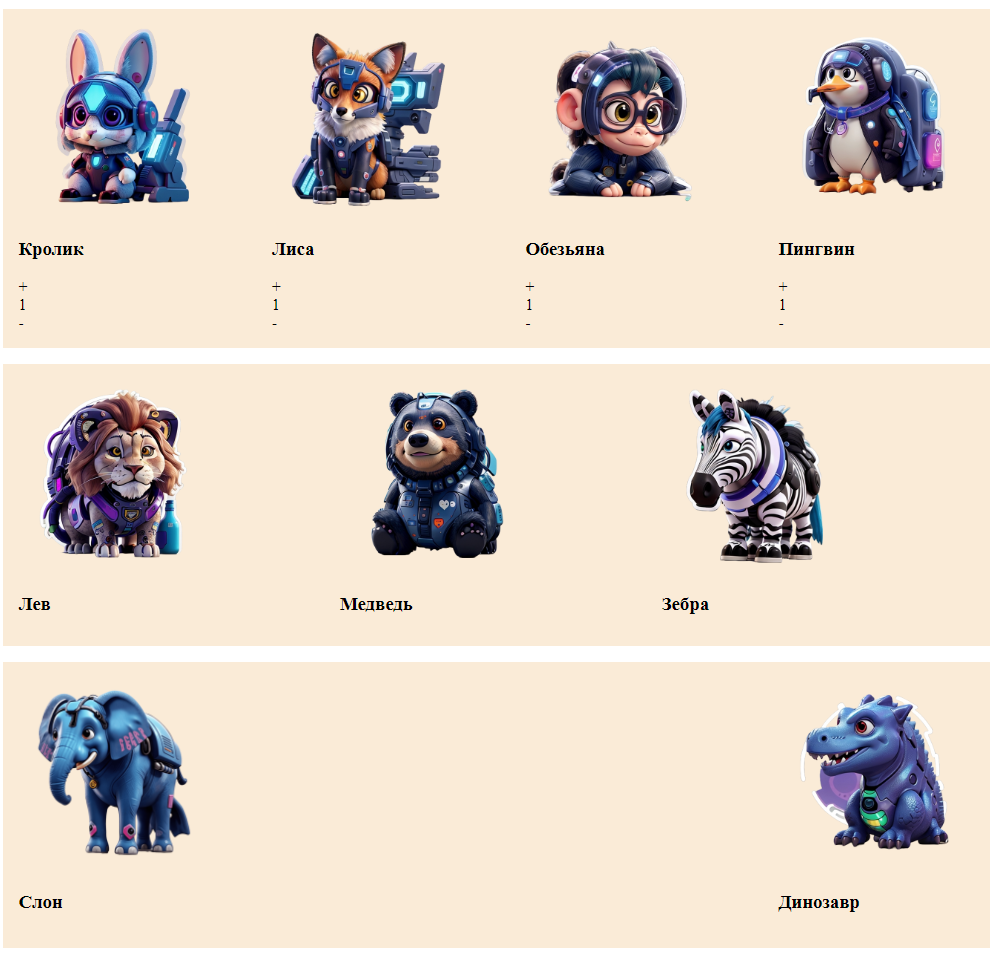 Кролик Лиса Обезьяна Пингвин
+ + + +
1 1 1 1
- - - -
Лев Медведь Зебра
Слон Динозавр